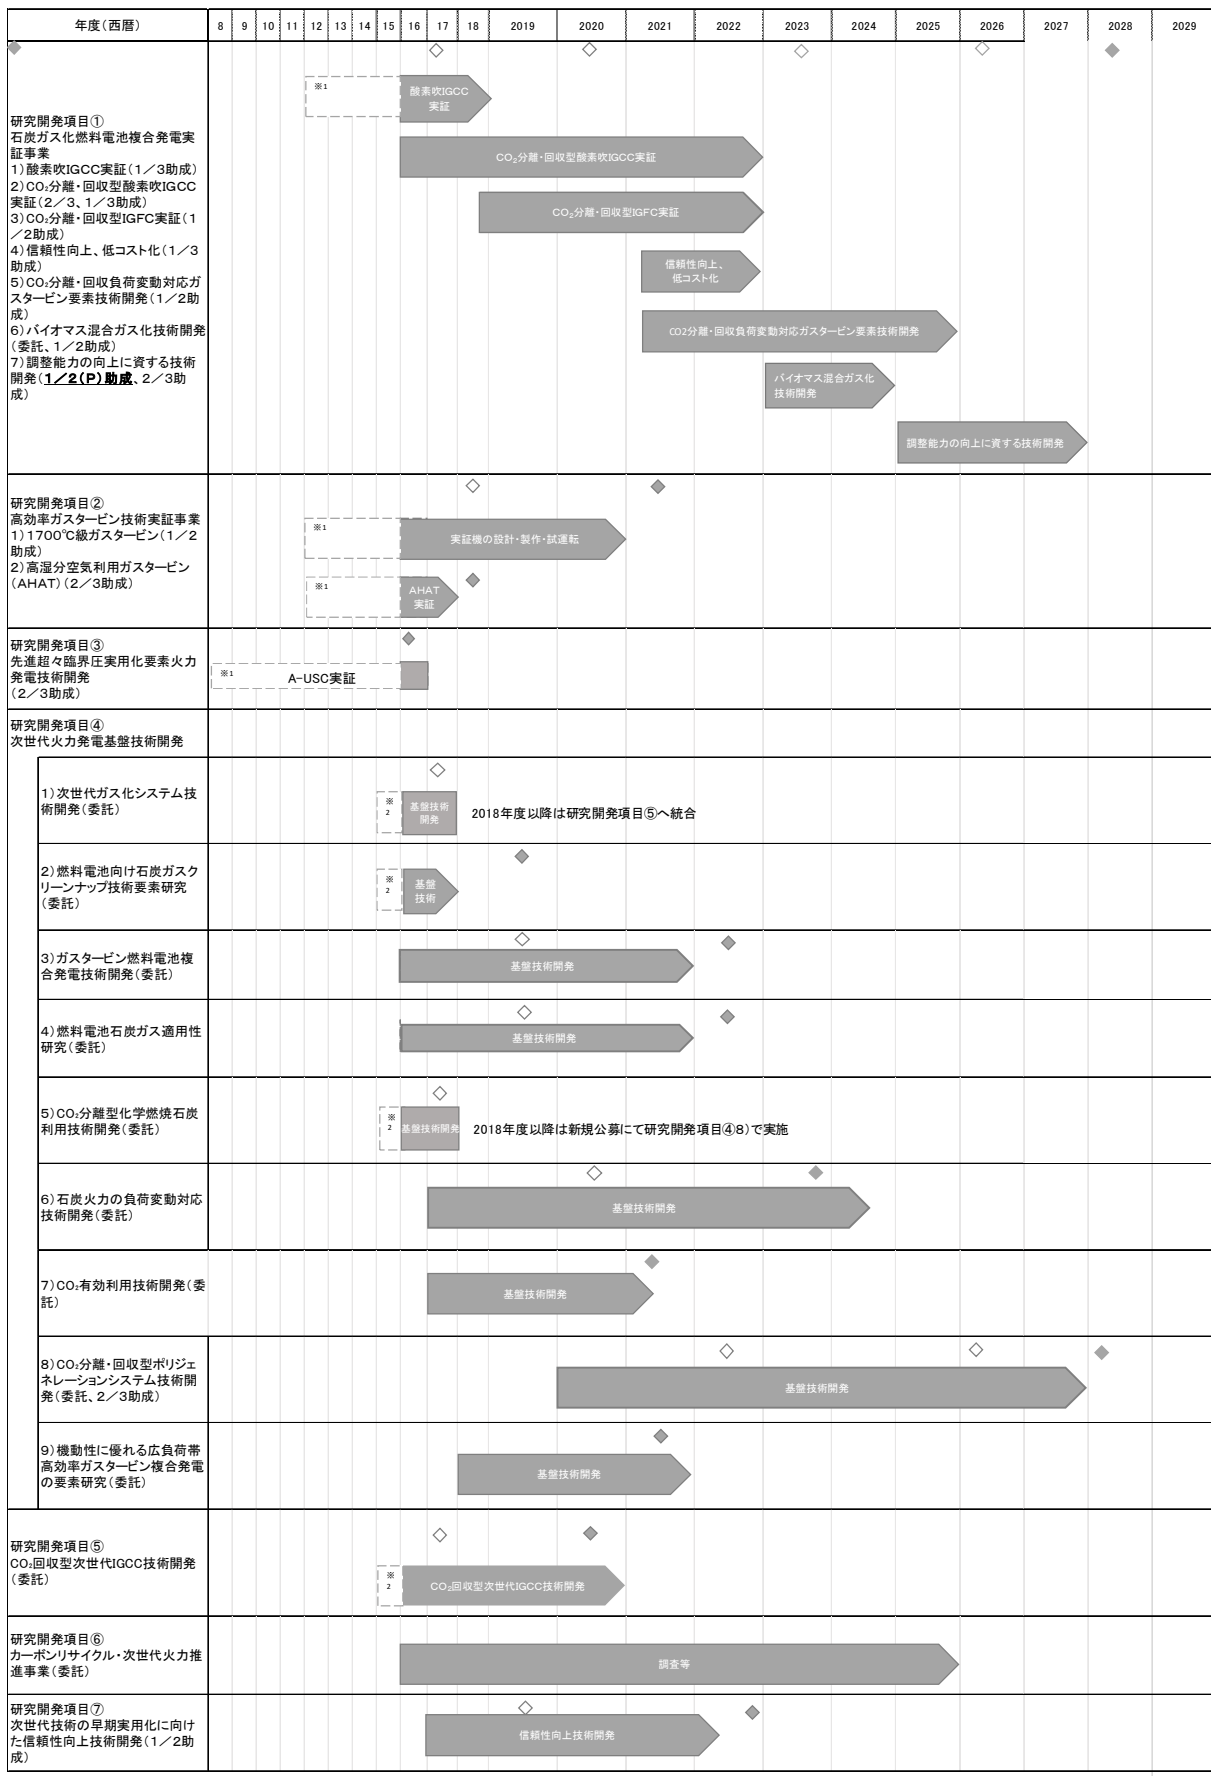 年度(西暦) 8 9 10 11 12 13 14 15 16 17 18 2019 2020 2021 2022 2023 2024 2025 2026 2027 2028 2029
研究開発項目①
石炭ガス化燃料電池複合発電実
証事業
1)酸素吹IGCC実証(1/3助成)
2)CO₂分離・回収型酸素吹IGCC
実証(2/3、1/3助成)
3)CO₂分離・回収型IGFC実証(1
/2助成)
4)信頼性向上、低コスト化(1/3
助成)
5)CO₂分離・回収負荷変動対応ガ
スタービン要素技術開発(1/2助
成)
6)バイオマス混合ガス化技術開発
(委託、1/2助成)
7)調整能力の向上に資する技術
開発(1/2(P)助成、2/3助
成)
※1
酸素吹IGCC
実証
CO₂分離・回収型酸素吹IGCC実証
CO₂分離・回収型IGFC実証
信頼性向上、
低コスト化
CO2分離・回収負荷変動対応ガスタービン要素技術開発
バイオマス混合ガス化
技術開発
調整能力の向上に資する技術開発
研究開発項目②
高効率ガスタービン技術実証事業
1)1700℃級ガスタービン(1/2
助成)
2)高湿分空気利用ガスタービン
(AHAT)(2/3助成)
※1
実証機の設計・製作・試運転
※1
AHAT
実証
研究開発項目③
先進超々臨界圧実用化要素火力
発電技術開発
(2/3助成)
※1
A-USC実証
研究開発項目④
次世代火力発電基盤技術開発
1)次世代ガス化システム技
術開発(委託)
※
2
基盤技術
開発
2018年度以降は研究開発項目⑤へ統合
2)燃料電池向け石炭ガスク
リーンナップ技術要素研究
(委託)
※
2
基盤
技術
3)ガスタービン燃料電池複
合発電技術開発(委託)
基盤技術開発
4)燃料電池石炭ガス適用性
研究(委託)
基盤技術開発
5)CO₂分離型化学燃焼石炭
利用技術開発(委託)
※
2
基盤技術開発
2018年度以降は新規公募にて研究開発項目④8)で実施
6)石炭火力の負荷変動対応
技術開発(委託)
基盤技術開発
7)CO₂有効利用技術開発(委
託)
基盤技術開発
8)CO₂分離・回収型ポリジェ
ネレーションシステム技術開
発(委託、2/3助成)
基盤技術開発
9)機動性に優れる広負荷帯
高効率ガスタービン複合発電
の要素研究(委託)
基盤技術開発
研究開発項目⑤
CO₂回収型次世代IGCC技術開発
(委託)
※
2
CO₂回収型次世代IGCC技術開発
研究開発項目⑥
カーボンリサイクル・次世代火力推
進事業(委託)
調査等
研究開発項目⑦
次世代技術の早期実用化に向け
た信頼性向上技術開発(1/2助
成)
信頼性向上技術開発